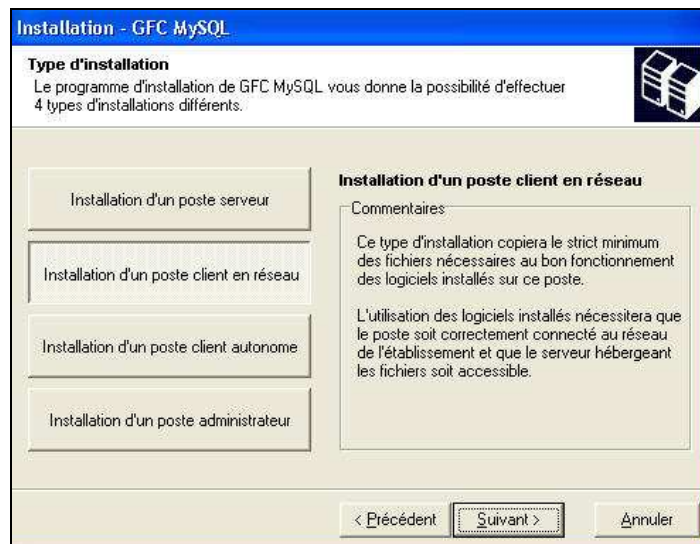 Installation - GFC MySQL
Type d'installation
Le programme d'installation de GFC MySQL vous donne la possibilité d'effectuer
4 types d'installations différents.
Installation d'un poste serveur
Installation d'un poste client en réseau
Installation d'un poste client autonome
Installation d'un poste administrateur
Installation d'un poste client en réseau
Commentaires
Ce type d'installation copiera le strict minimum
des fichiers nécessaires au bon fonctionnement
des logiciels installés sur ce poste.
L'utilisation des logiciels installés nécessitera que
le poste soit correctement connecté au réseau
de l'établissement et que le serveur hébergeant
les fichiers soit accessible.
< Précédent
Suivant >
Annuler